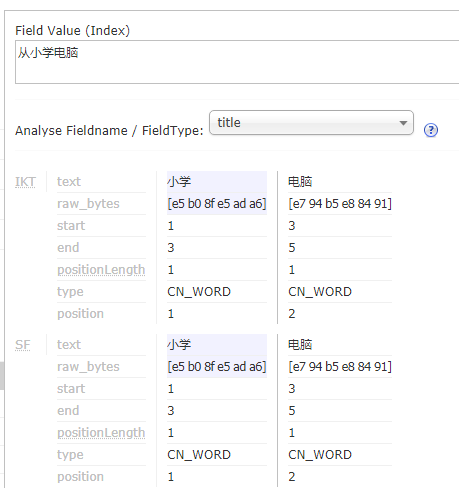 Field Value (Index)
从小学电脑
Analyse Fieldname / FieldType: title ?
IKT text 小学 电脑
raw_bytes [e5 b0 8f e5 ad a6] [e7 94 b5 e8 84 91]
start 1 3
end 3 5
positionLength 1 1
type CN_WORD CN_WORD
position 1 2
SF text 小学 电脑
raw_bytes [e5 b0 8f e5 ad a6] [e7 94 b5 e8 84 91]
start 1 3
end 3 5
positionLength 1 1
type CN_WORD CN_WORD
position 1 2